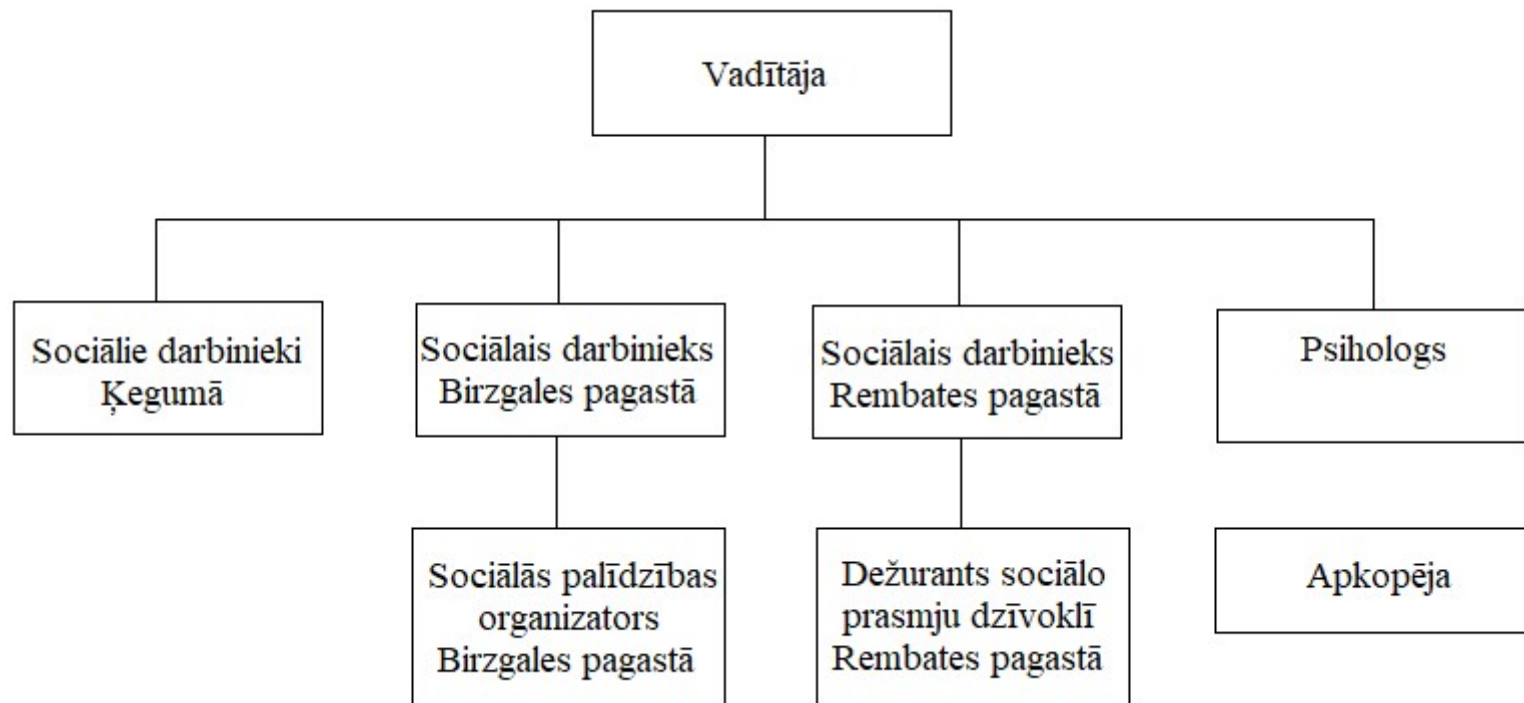 Vadītāja
Sociālie darbinieki
Ķegumā
Sociālais darbinieks
Birzgales pagastā
Sociālais darbinieks
Rembates pagastā
Psihologs
Sociālās palīdzības
organizators
Birzgales pagastā
Dežurants sociālo
prasmju dzīvoklī
Rembates pagastā
Apkopēja